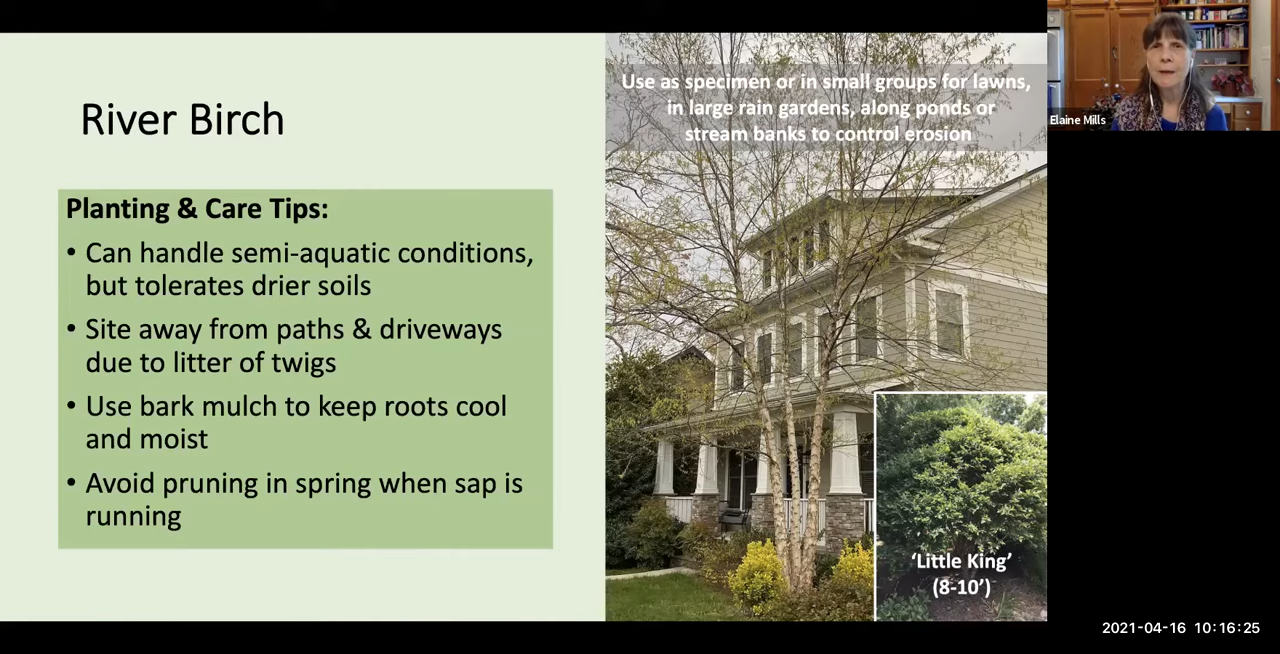 River Birch
Planting & Care Tips:
• Can handle semi-aquatic conditions,
but tolerates drier soils
• Site away from paths & driveways
due to litter of twigs
• Use bark mulch to keep roots cool
and moist
• Avoid pruning in spring when sap is
running
Use as specimen or in small groups for lawns,
in large rain gardens, along ponds or
stream banks to control erosion
‘Little King’
(8-10’)
Elaine Mills
2021-04-16 10:16:25